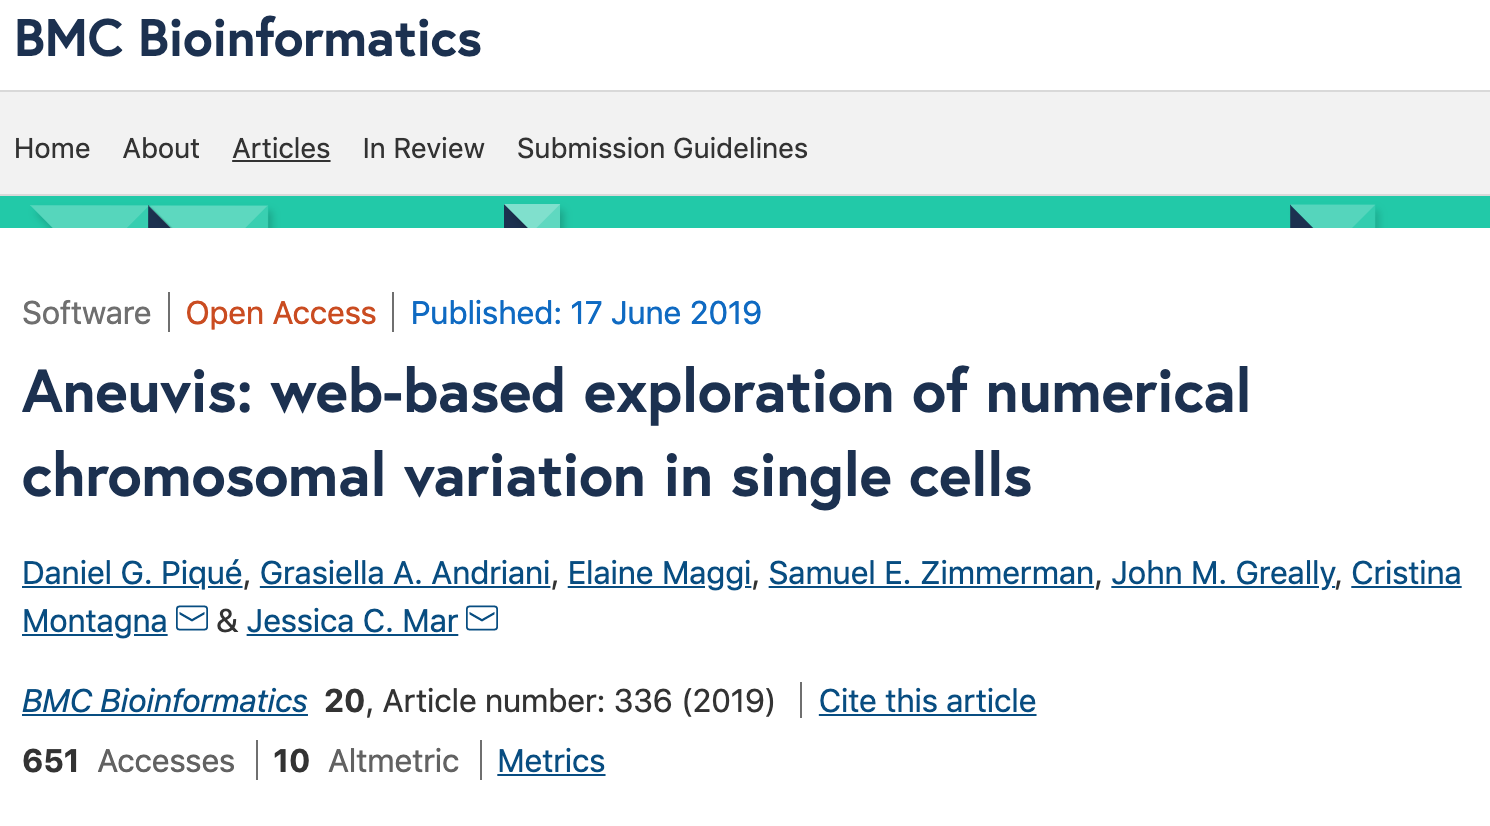 BMC Bioinformatics
Home About Articles In Review Submission Guidelines
Software Open Access Published: 17 June 2019
Aneuvis: web-based exploration of numerical
chromosomal variation in single cells
Daniel G. Piqué, Grasiella A. Andriani, Elaine Maggi, Samuel E. Zimmerman, John M. Greally, Cristina
Montagna & Jessica C. Mar
BMC Bioinformatics 20, Article number: 336 (2019) Cite this article
651 Accesses 10 Altmetric Metrics